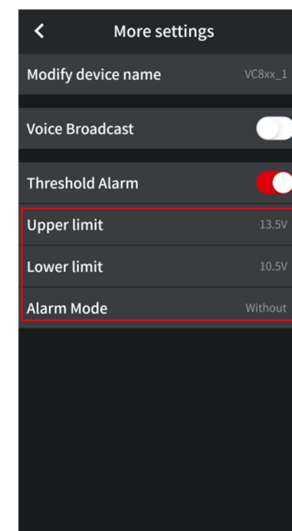 More settings
Modify device name VC8xx_1
Voice Broadcast
Threshold Alarm
Upper limit 13.5V
Lower limit 10.5V
Alarm Mode Without